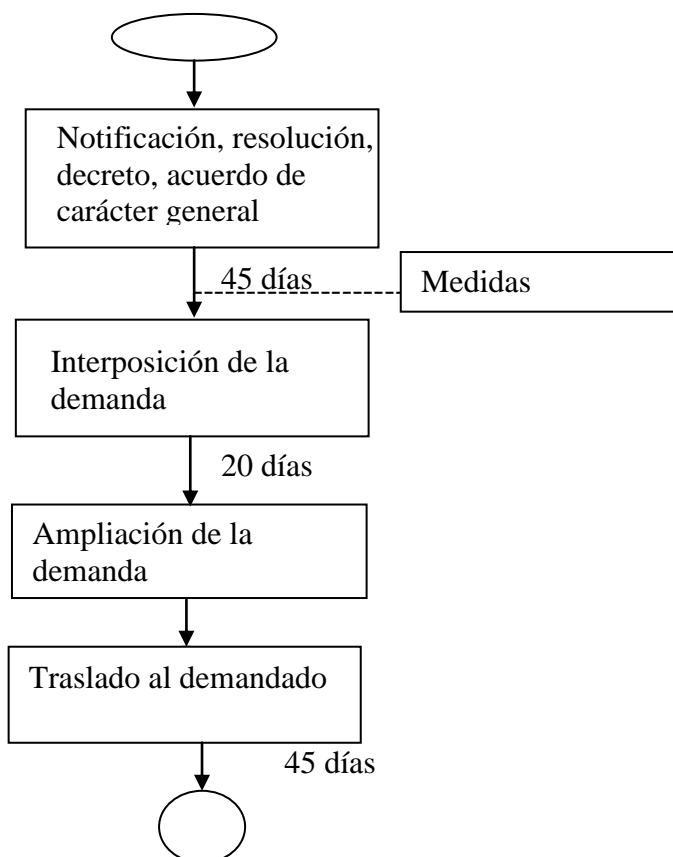 Notificación, resolución,
decreto, acuerdo de
carácter general
45 días
Medidas
Interposición de la
demanda
20 días
Ampliación de la
demanda
Traslado al demandado
45 días